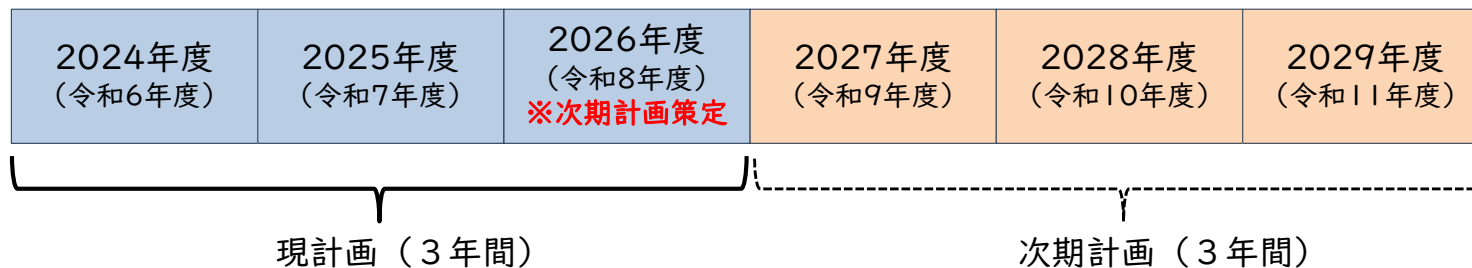 2024年度
(令和6年度)
2025年度
(令和7年度)
2026年度
(令和8年度)
※次期計画策定
2027年度
(令和9年度)
2028年度
(令和10年度)
2029年度
(令和11年度)
現計画（３年間）
次期計画（３年間）